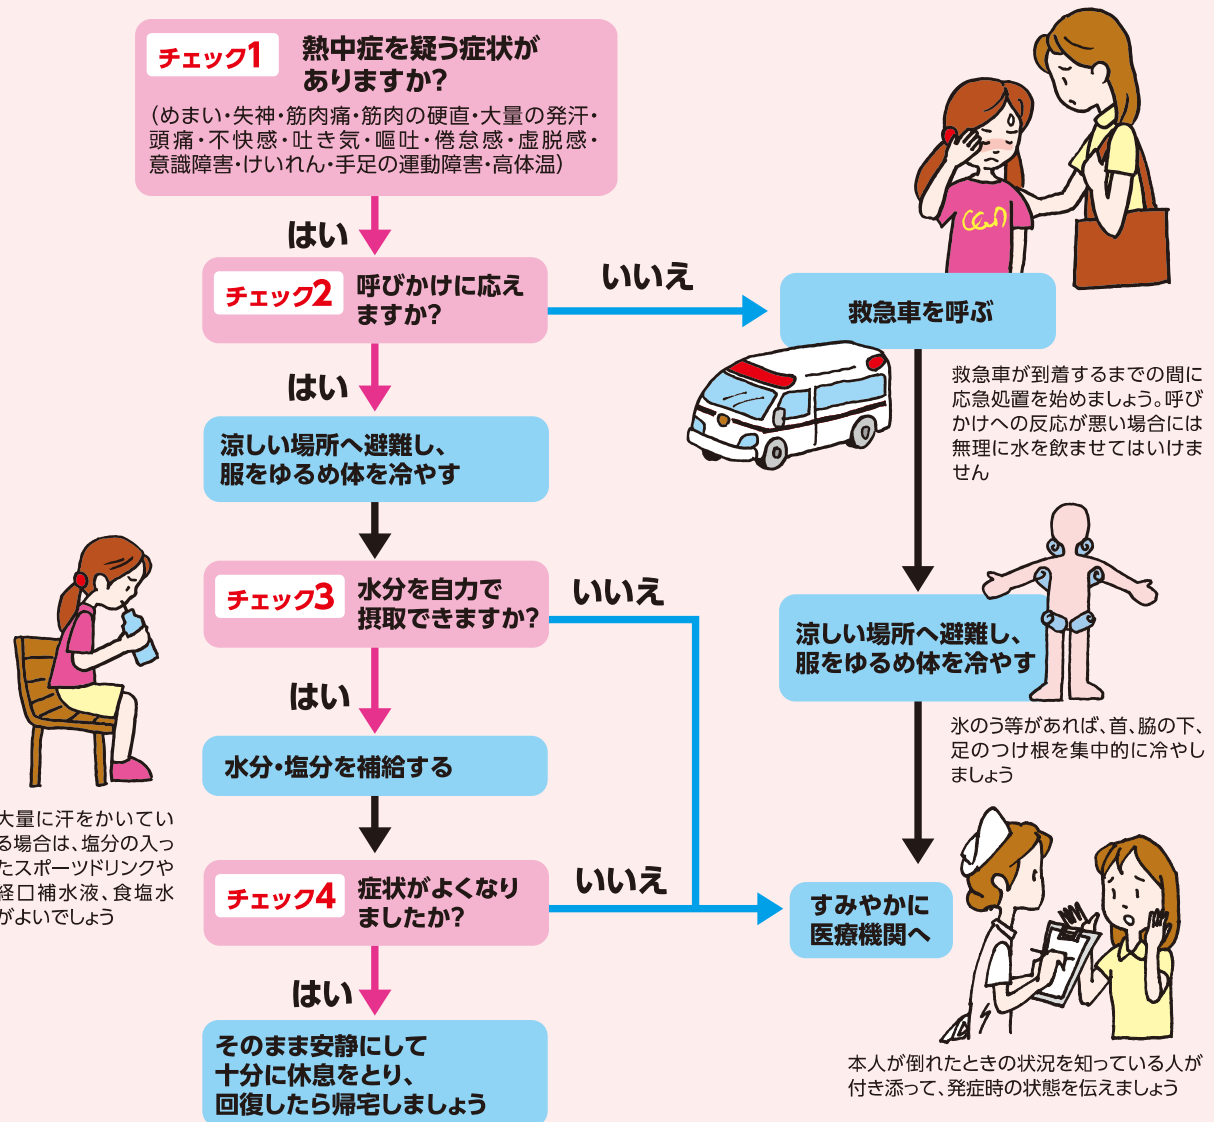 チェック1
熱中症を疑う症状が
ありますか?
(めまい・失神・筋肉痛・筋肉の硬直・大量の発汗・
頭痛・不快感・吐き気・嘔吐・倦怠感・虚脱感・
意識障害・けいれん・手足の運動障害・高体温)
はい
チェック2
呼びかけに応え
ますか?
いいえ
救急車を呼ぶ
救急車が到着するまでの間に
応急処置を始めましょう。呼び
かけへの反応が悪い場合には
無理に水を飲ませてはいけま
せん
はい
涼しい場所へ避難し、
服をゆるめ体を冷やす
チェック3
水分を自力で
摂取できますか?
いいえ
涼しい場所へ避難し、
服をゆるめ体を冷やす
氷のう等があれば、首、脇の下、
足のつけ根を集中的に冷やし
ましょう
はい
水分・塩分を補給する
大量に汗をかいてい
る場合は、塩分の入っ
たスポーツドリンクや
経口補水液、食塩水
がよいでしょう
チェック4
症状がよくなり
ましたか?
いいえ
すみやかに
医療機関へ
本人が倒れたときの状況を知っている人が
付き添って、発症時の状態を伝えましょう
はい
そのまま安静にして
十分に休息をとり、
回復したら帰宅しましょう